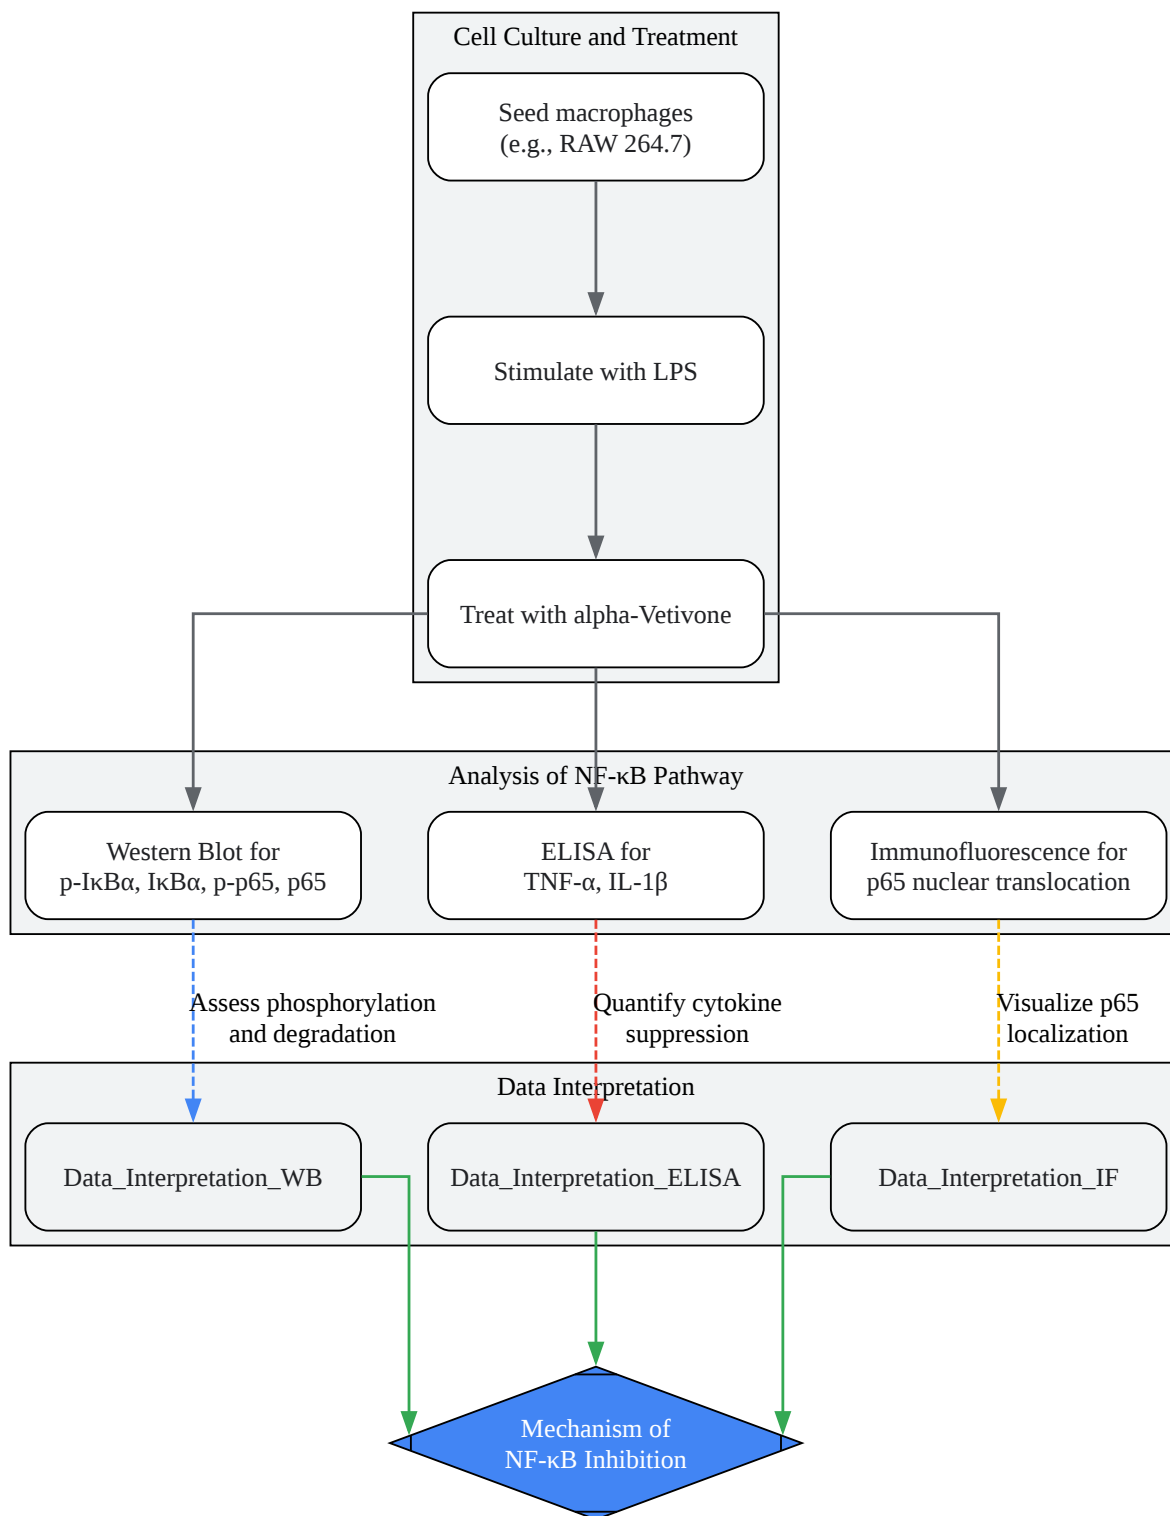 Cell Culture and Treatment
Seed macrophages
(e.g., RAW 264.7)
Stimulate with LPS
Treat with alpha-Vetivone
Analysis of NF-κB Pathway
Western Blot for
p-IκBα, IκBα, p-p65, p65
ELISA for
TNF-α, IL-1β
Immunofluorescence for
p65 nuclear translocation
Assess phosphorylation
and degradation
Quantify cytokine
suppression
Visualize p65
localization
Data Interpretation
Data_Interpretation_WB
Data_Interpretation_ELISA
Data_Interpretation_IF
Mechanism of
NF-κB Inhibition